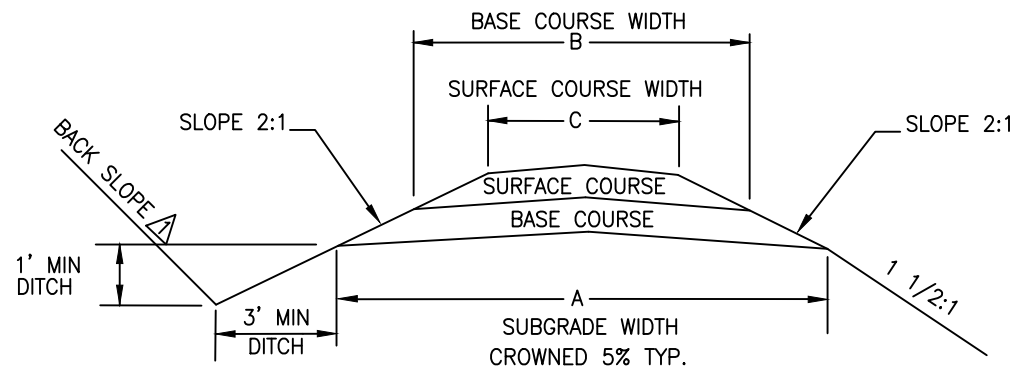 BASE COURSE WIDTH
B
SURFACE COURSE WIDTH
C
SLOPE 2:1
SLOPE 2:1
BACK SLOPE 1
SURFACE COURSE
BASE COURSE
1' MIN
DITCH
3' MIN
DITCH
A
SUBGRADE WIDTH
CROWNED 5% TYP.
1 1/2:1